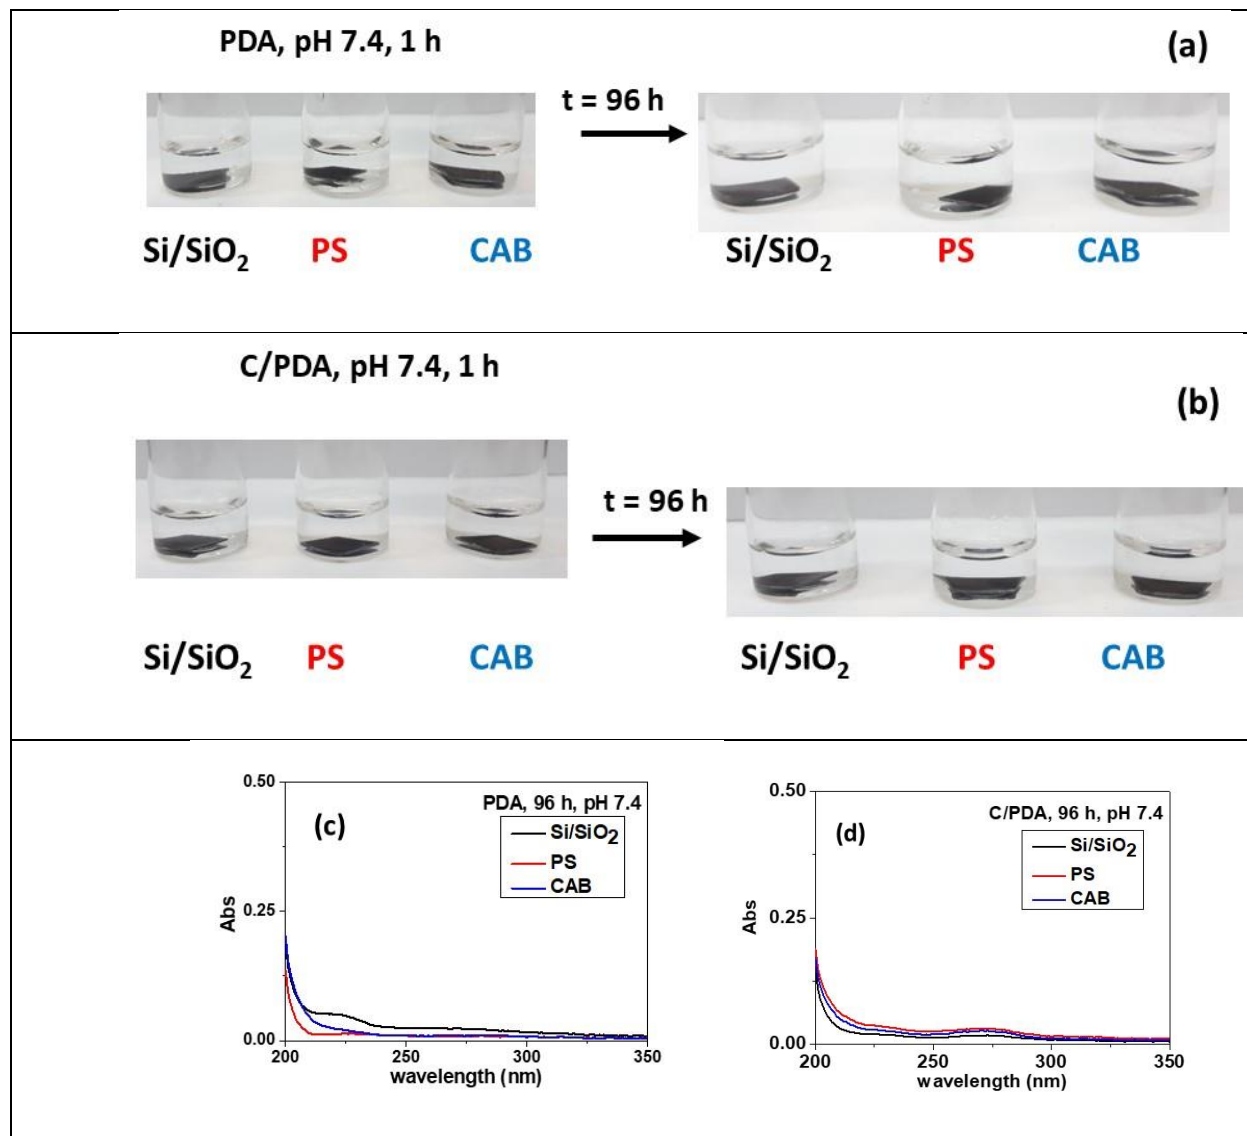 PDA, pH 7.4, 1 h
(a)
t = 96 h
Si/SiO₂ PS CAB
Si/SiO₂ PS CAB
C/PDA, pH 7.4, 1 h
(b)
t = 96 h
Si/SiO₂ PS CAB
Si/SiO₂ PS CAB
0.50
0.25
0.00
Abs
(c)
PDA, 96 h, pH 7.4
Si/SiO₂
PS
CAB
200 250 300 350
wavelength (nm)
0.50
0.25
0.00
Abs
(d)
C/PDA, 96 h, pH 7.4
Si/SiO₂
PS
CAB
200 250 300 350
wavelength (nm)